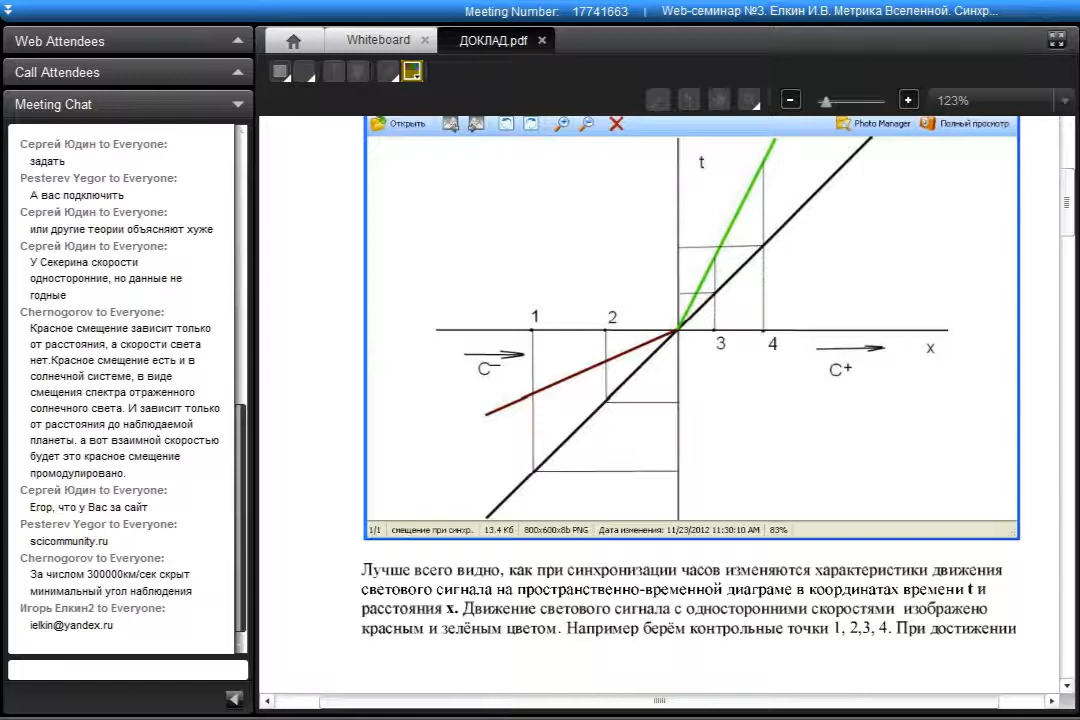 Meeting Number: 17741663 | Web-семинар №3. Елкин И.В. Метрика Вселенной. Синхр...
Web Attendees
Call Attendees
Meeting Chat
Сергей Юдин to Everyone:
задать
Pesterev Yegor to Everyone:
А вас подключить
Сергей Юдин to Everyone:
или другие теории объясняют хуже
Сергей Юдин to Everyone:
У Секерина скорости
односторонние, но данные не
годные
Chernogorov to Everyone:
Красное смещение зависит только
от расстояния, а скорости света
нет.Красное смещение есть и в
солнечной системе, в виде
смещения спектра отраженного
солнечного света. И зависит только
от расстояния до наблюдаемой
планеты. а вот взаимной скоростью
будет это красное смещение
промодулировано.
Сергей Юдин to Everyone:
Егор, что у Вас за сайт
Pesterev Yegor to Everyone:
scicommunity.ru
Chernogorov to Everyone:
За числом 300000км/сек скрыт
минимальный угол наблюдения
Игорь Елкин2 to Everyone:
ielkin@yandex.ru
Whiteboard
ДОКЛАД.pdf
123%
Открыть
Photo Manager
Полный просмотр
t
1
2
3
4
x
C–
C+
1/1 смещение при синхр. 13.4 Кб 800x600x8b PNG Дата изменения: 11/23/2012 11:30:10 AM 83%
Лучше всего видно, как при синхронизации часов изменяются характеристики движения
светового сигнала на пространственно-временной диаграме в координатах времени t и
расстояния x. Движение светового сигнала с односторонними скоростями изображено
красным и зелёным цветом. Например берём контрольные точки 1, 2,3, 4. При достижении